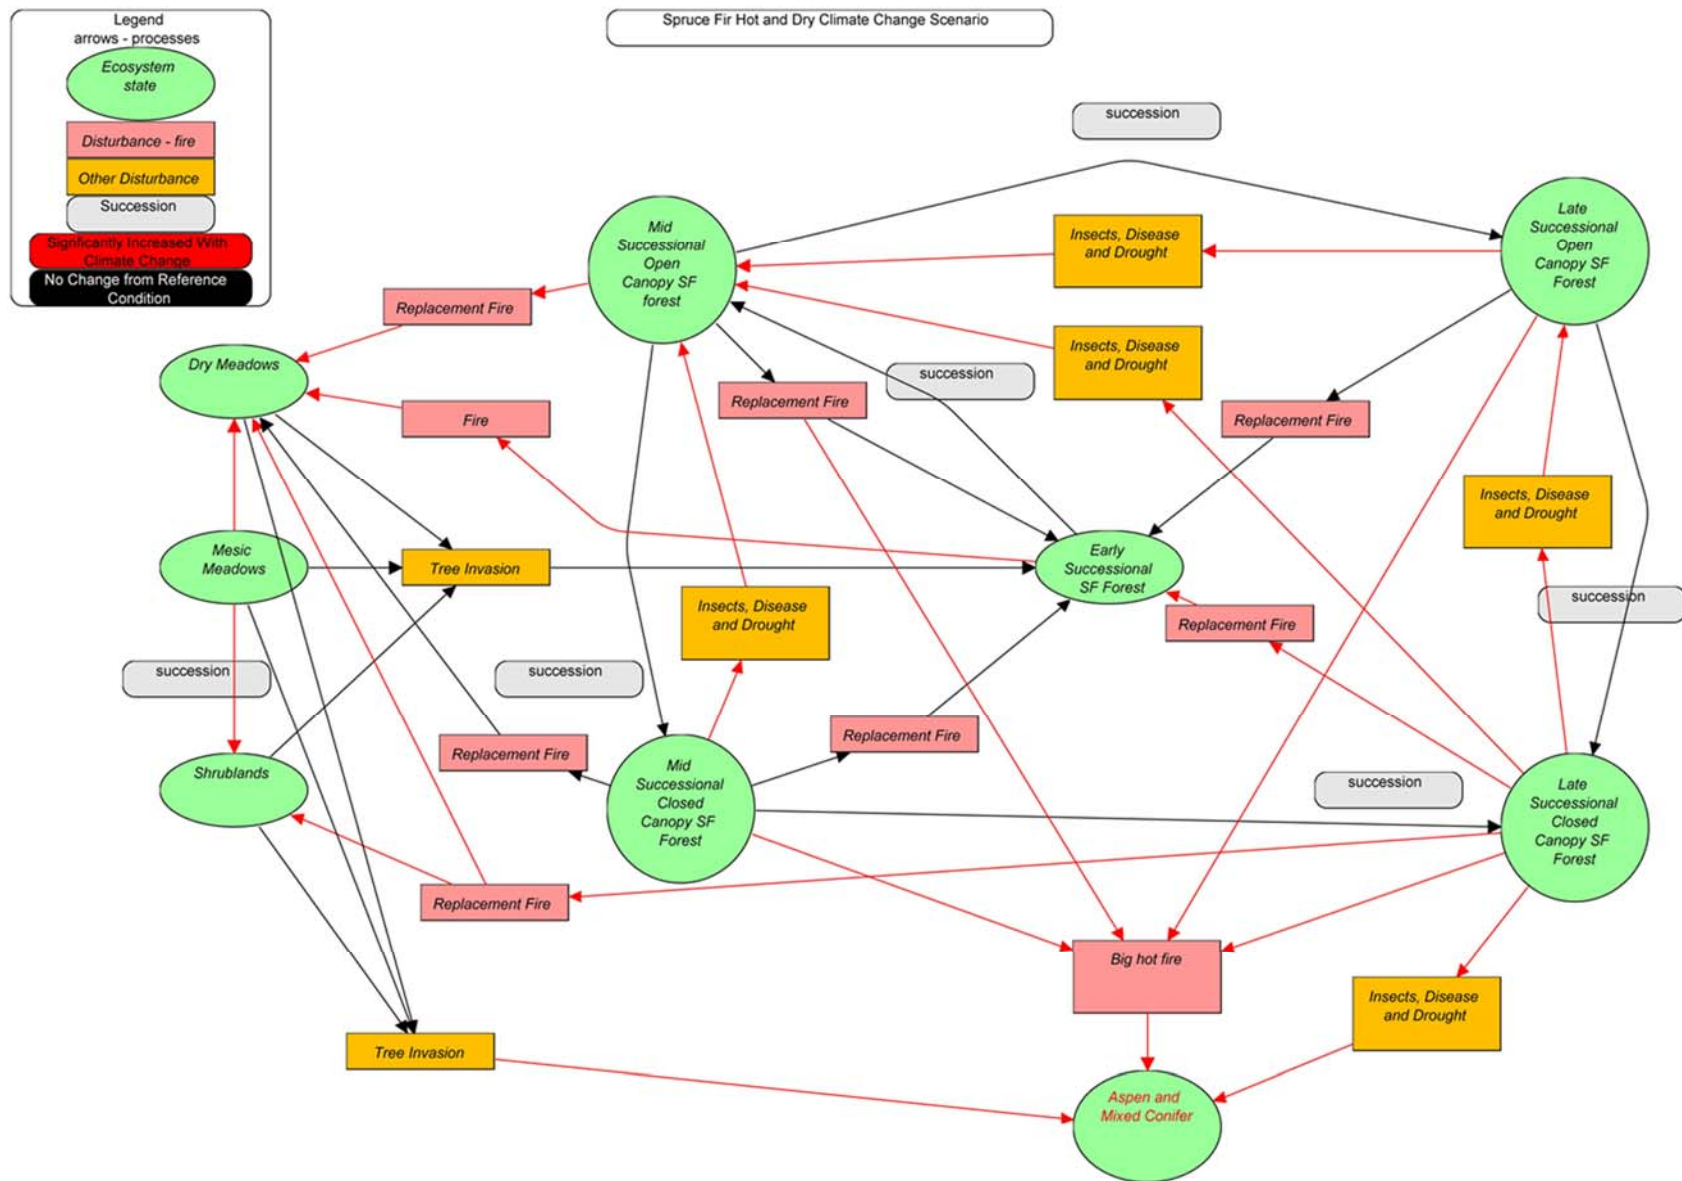 Legend
arrows - processes
Ecosystem
state
Disturbance - fire
Other Disturbance
Succession
Signficantly Increased With
Climate Change
No Change from Reference
Condition
Spruce Fir Hot and Dry Climate Change Scenario
succession
Mid
Successional
Open
Canopy SF
forest
Insects, Disease
and Drought
Late
Successional
Open
Canopy SF
Forest
Replacement Fire
Insects, Disease
and Drought
Dry Meadows
succession
Replacement Fire
Replacement Fire
Fire
Insects, Disease
and Drought
Mesic
Meadows
Tree Invasion
Early
Successional
SF Forest
succession
Insects, Disease
and Drought
Replacement Fire
succession
succession
Replacement Fire
Replacement Fire
Shrublands
Mid
Successional
Closed
Canopy SF
Forest
succession
Late
Successional
Closed
Canopy SF
Forest
Replacement Fire
Big hot fire
Insects, Disease
and Drought
Tree Invasion
Aspen and
Mixed Conifer